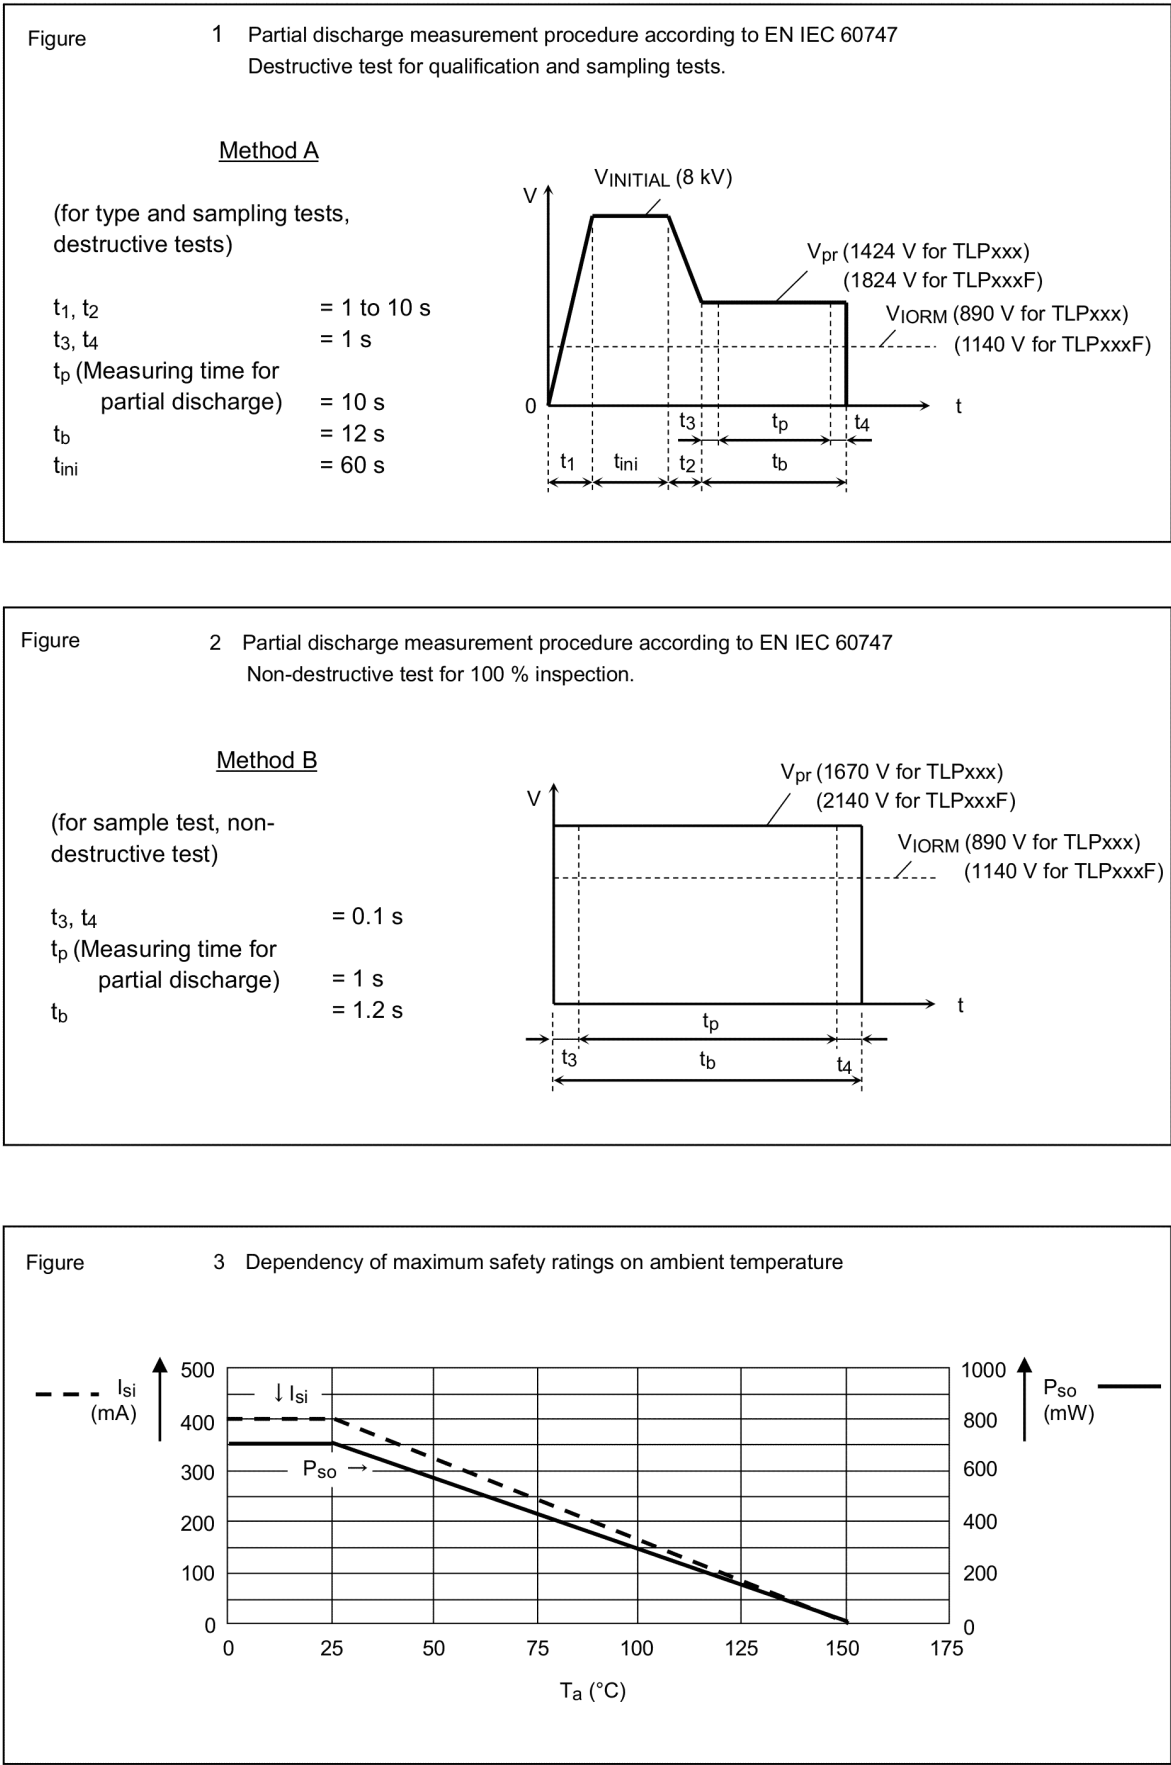 Figure 1 Partial discharge measurement procedure according to EN IEC 60747
Destructive test for qualification and sampling tests.
Method A
(for type and sampling tests,
destructive tests)
t1, t2 = 1 to 10 s
t3, t4 = 1 s
tp (Measuring time for
partial discharge) = 10 s
tb = 12 s
tini = 60 s
V
VINITIAL (8 kV)
Vpr (1424 V for TLPxxx)
(1824 V for TLPxxxF)
VIORM (890 V for TLPxxx)
(1140 V for TLPxxxF)
0 t
t3 tp t4
t1 tini t2 tb
Figure 2 Partial discharge measurement procedure according to EN IEC 60747
Non-destructive test for 100 % inspection.
Method B
(for sample test, non-
destructive test)
t3, t4 = 0.1 s
tp (Measuring time for
partial discharge) = 1 s
tb = 1.2 s
V
Vpr (1670 V for TLPxxx)
(2140 V for TLPxxxF)
VIORM (890 V for TLPxxx)
(1140 V for TLPxxxF)
t
tp
t3 tb t4
Figure 3 Dependency of maximum safety ratings on ambient temperature
Isi
(mA)
500
400
300
200
100
0
↓ Isi
Pso →
1000
800
600
400
200
0
Pso
(mW)
0 25 50 75 100 125 150 175
Ta (°C)